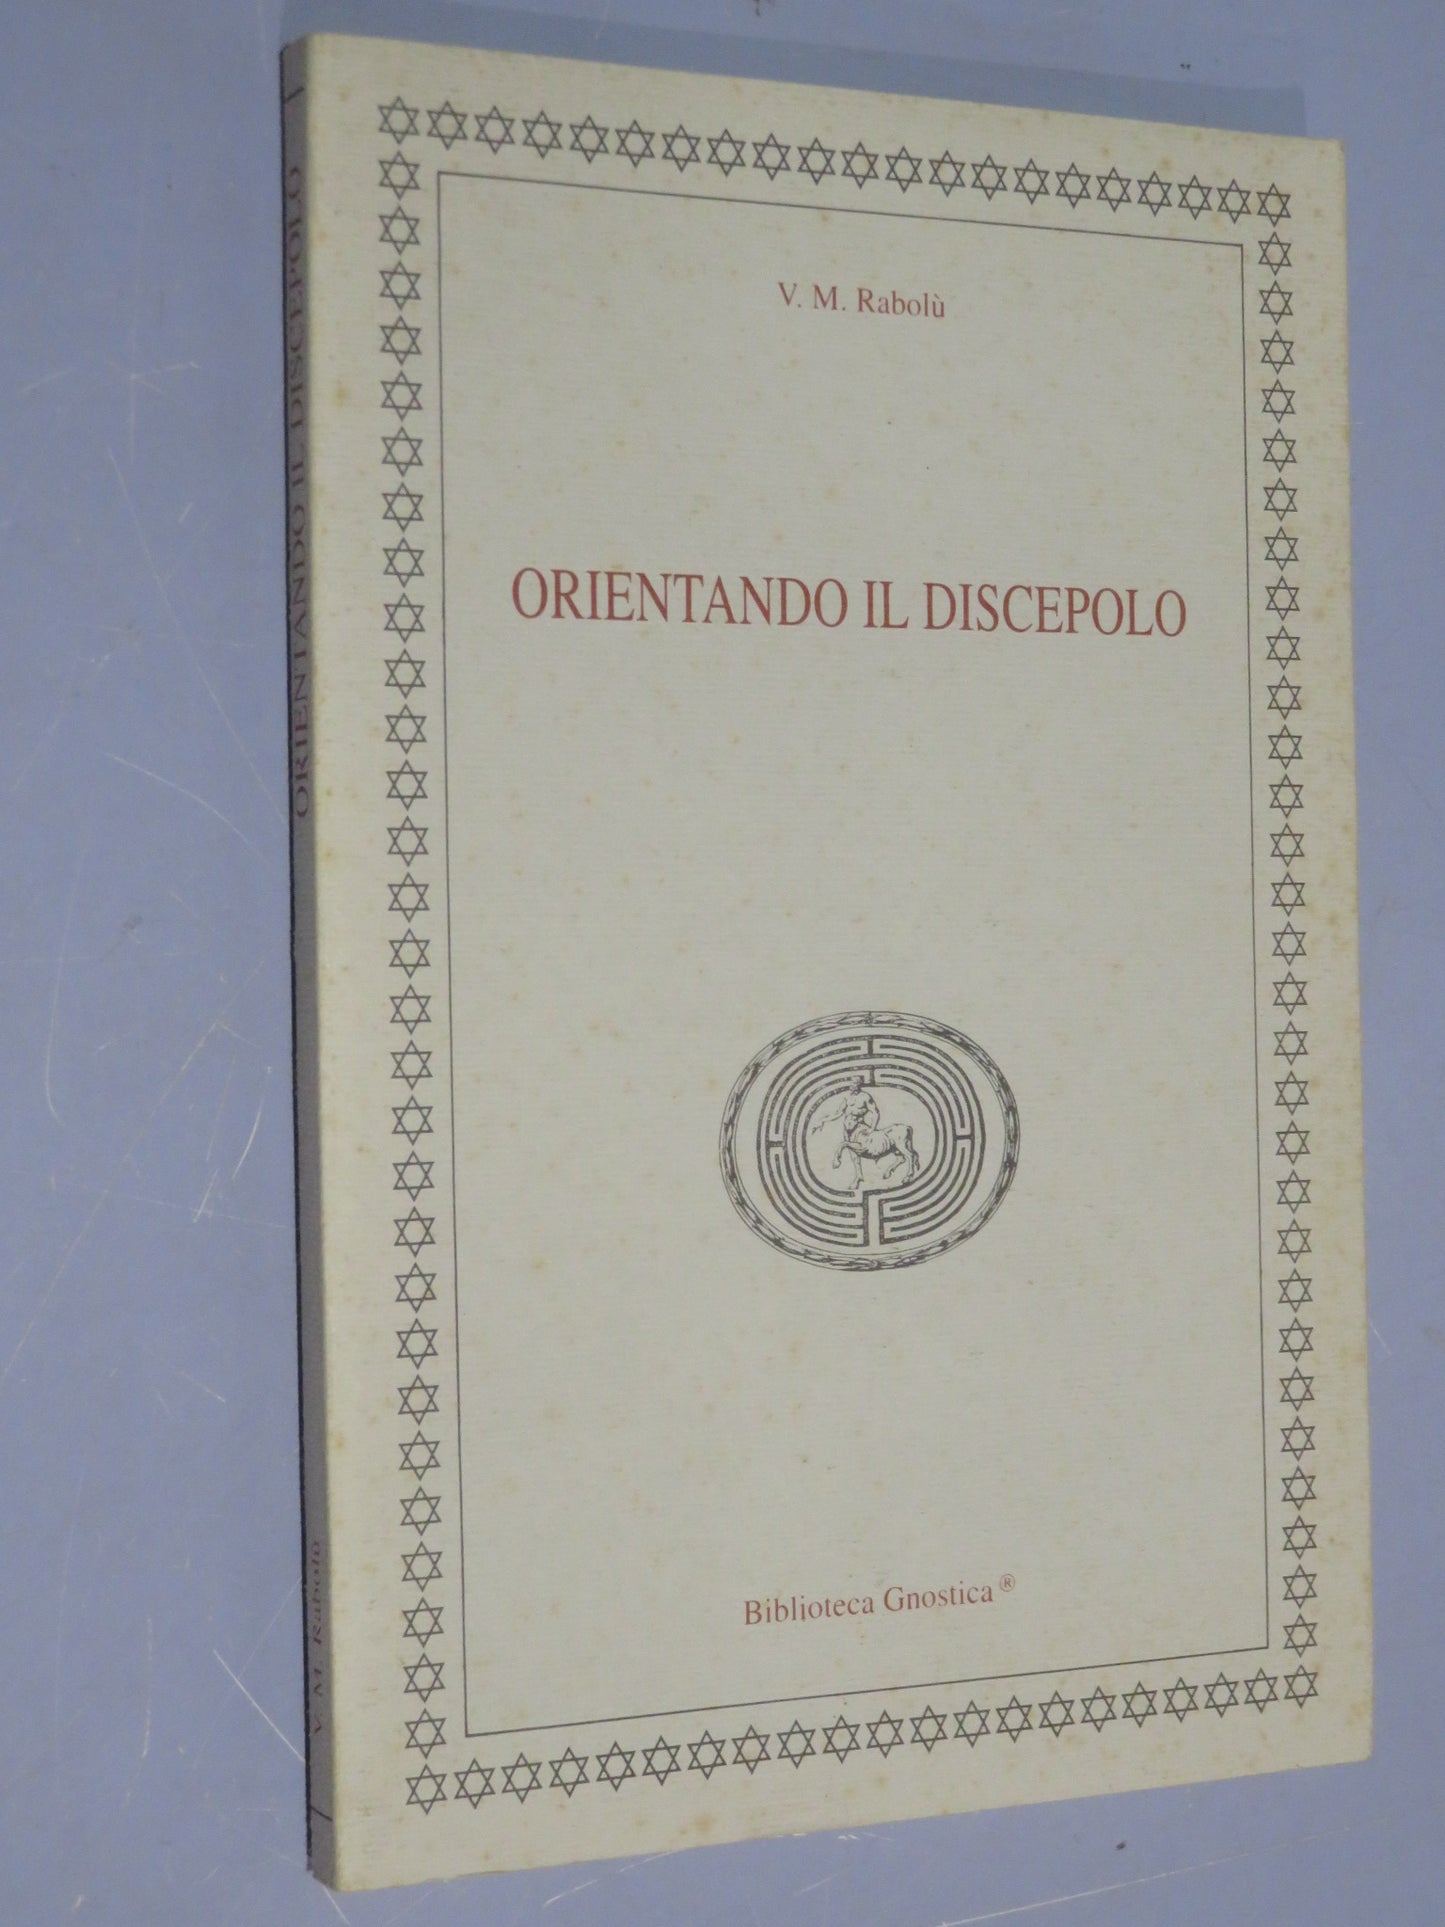 V. M. Rabolù
ORIENTANDO IL DISCEPOLO
Biblioteca Gnostica®
ORIENTANDO IL DISCEPOLO
V. M. Rabolù